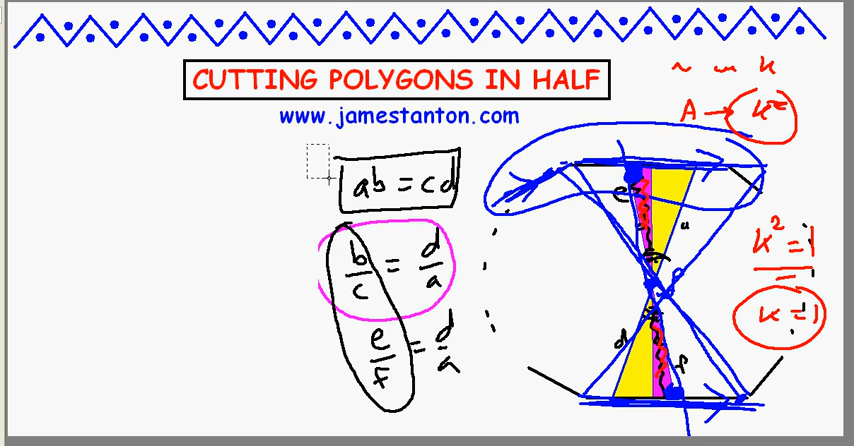 CUTTING POLYGONS IN HALF
www.jamestanton.com
k
A → k²
ab = cd
b/c = d/a
e/f = d/a
k² = 1
k = 1
e
a
d
f